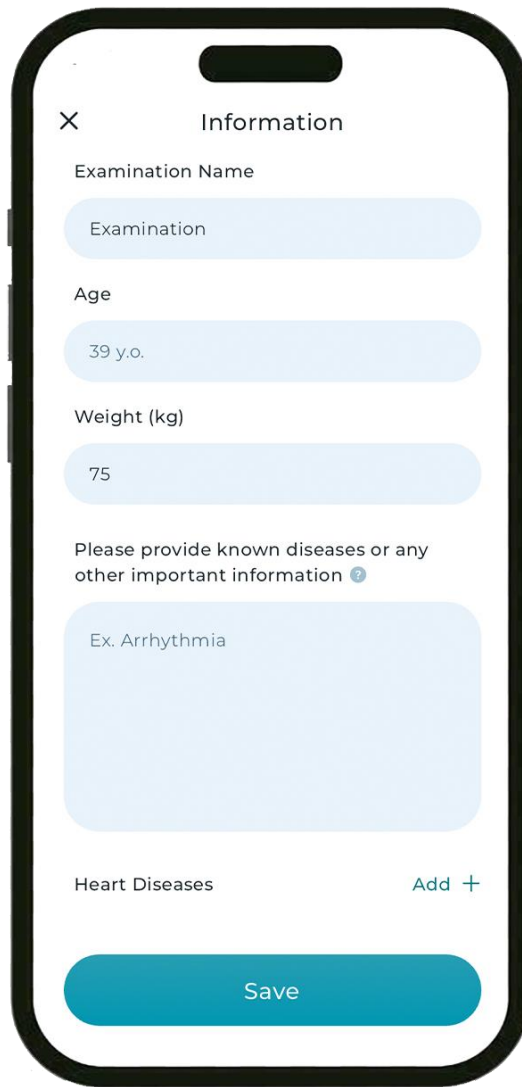 Information
Examination Name
Examination
Age
39 y.o.
Weight (kg)
75
Please provide known diseases or any
other important information ?
Ex. Arrhythmia
Heart Diseases
Add +
Save